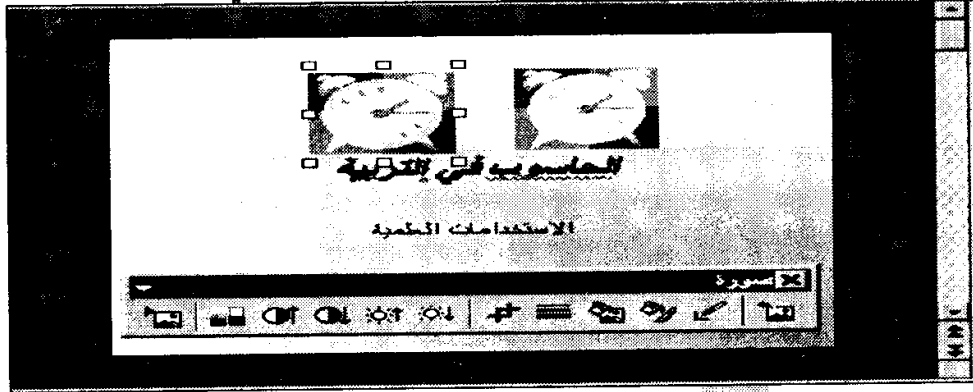 الحاسوب في التربية
الاستخدامات العلمية
صورة